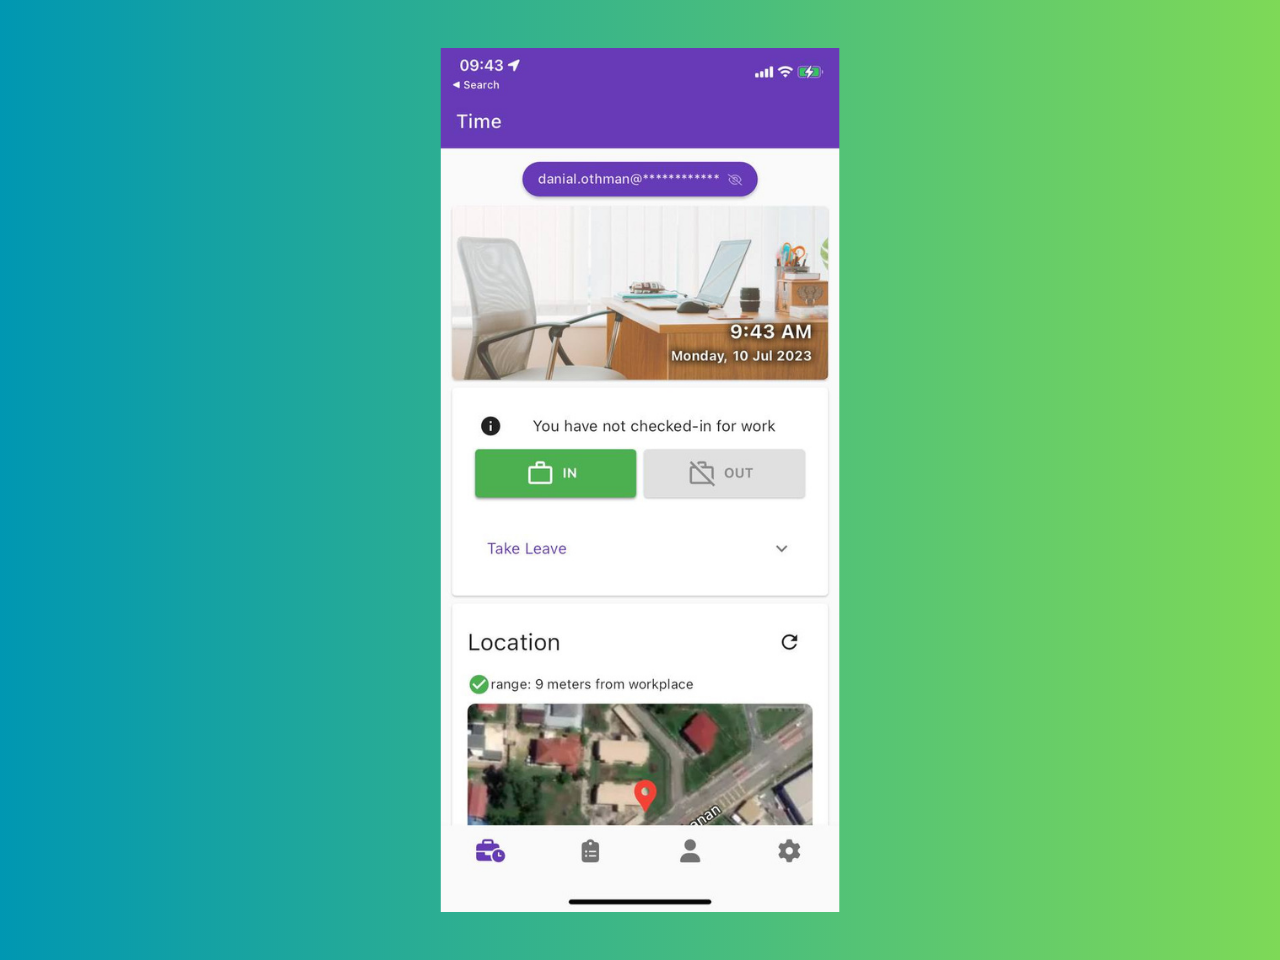 09:43
◀ Search
Time
danial.othman@************
9:43 AM
Monday, 10 Jul 2023
You have not checked-in for work
IN
OUT
Take Leave
Location
range: 9 meters from workplace
anan